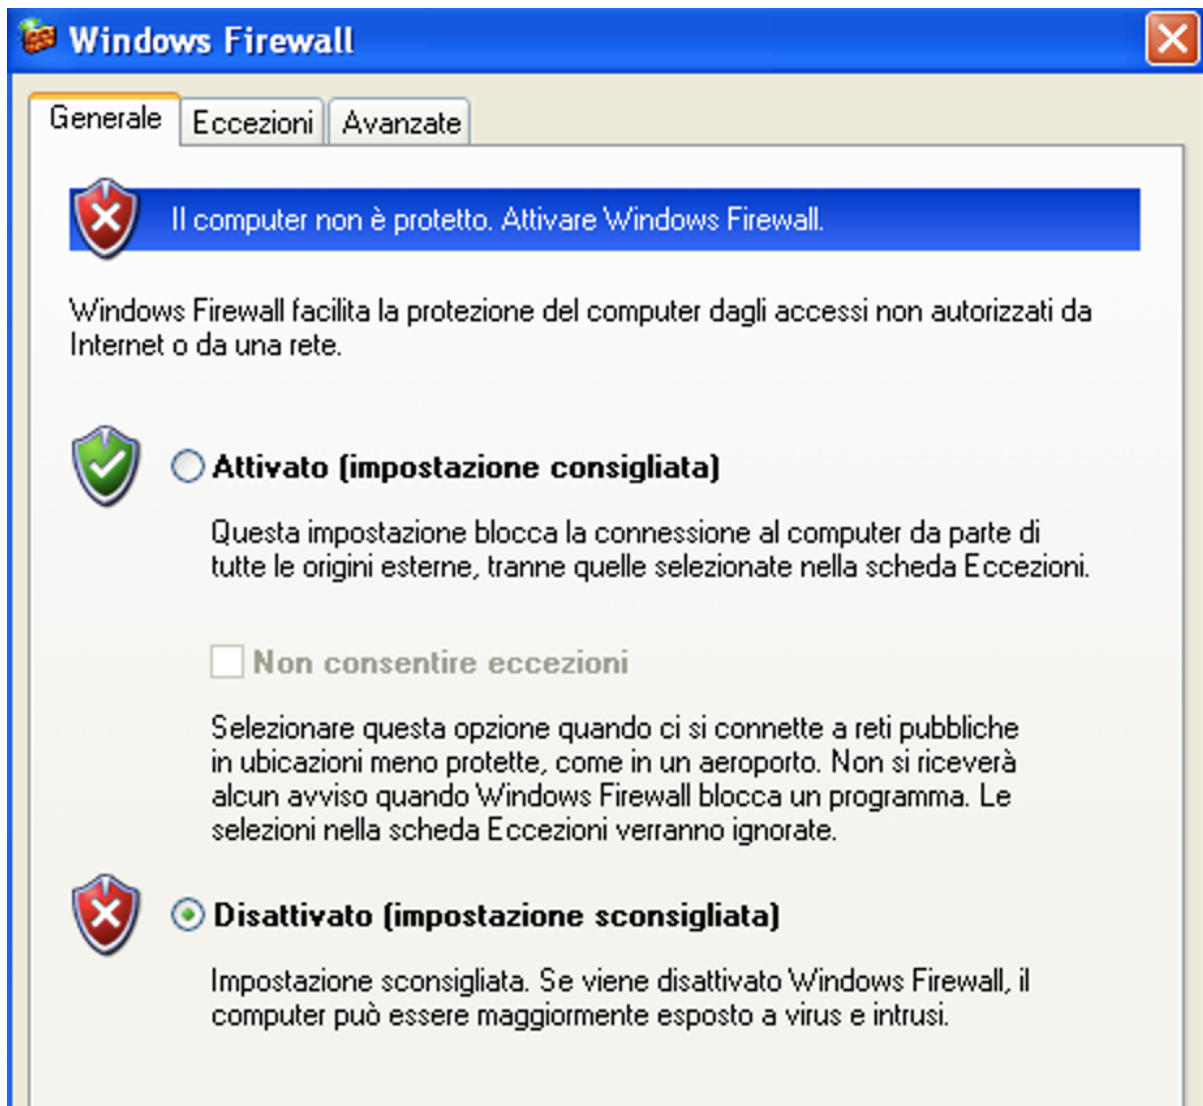 Windows Firewall
Generale
Eccezioni
Avanzate
Il computer non è protetto. Attivare Windows Firewall.
Windows Firewall facilita la protezione del computer dagli accessi non autorizzati da
Internet o da una rete.
Attivato (impostazione consigliata)
Questa impostazione blocca la connessione al computer da parte di
tutte le origini esterne, tranne quelle selezionate nella scheda Eccezioni.
Non consentire eccezioni
Selezionare questa opzione quando ci si connette a reti pubbliche
in ubicazioni meno protette, come in un aeroporto. Non si riceverà
alcun avviso quando Windows Firewall blocca un programma. Le
selezioni nella scheda Eccezioni verranno ignorate.
Disattivato (impostazione sconsigliata)
Impostazione sconsigliata. Se viene disattivato Windows Firewall, il
computer può essere maggiormente esposto a virus e intrusi.